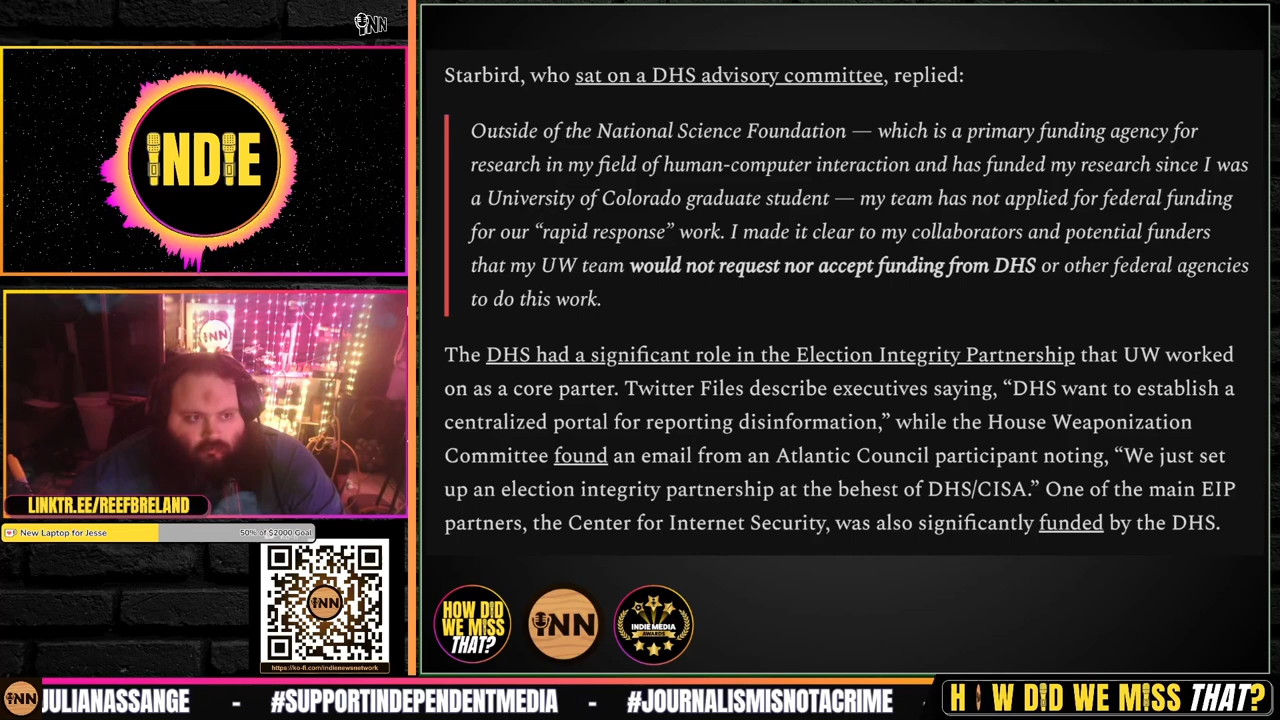 INN
INDIE
INN
LINKTR.EE/REEFBRELAND
New Laptop for Jesse
50% of $2000 Goal
INN
https://ko-fi.com/indienewsnetwork
Starbird, who sat on a DHS advisory committee, replied:
Outside of the National Science Foundation — which is a primary funding agency for
research in my field of human-computer interaction and has funded my research since I was
a University of Colorado graduate student — my team has not applied for federal funding
for our “rapid response” work. I made it clear to my collaborators and potential funders
that my UW team would not request nor accept funding from DHS or other federal agencies
to do this work.
The DHS had a significant role in the Election Integrity Partnership that UW worked
on as a core parter. Twitter Files describe executives saying, “DHS want to establish a
centralized portal for reporting disinformation,” while the House Weaponization
Committee found an email from an Atlantic Council participant noting, “We just set
up an election integrity partnership at the behest of DHS/CISA.” One of the main EIP
partners, the Center for Internet Security, was also significantly funded by the DHS.
HOW DID
WE MISS
THAT?
INN
INDIE MEDIA
AWARDS
INN
JULIANASSANGE - #SUPPORTINDEPENDENTMEDIA - #JOURNALISMISNOTACRIME
HOW DID WE MISS THAT?